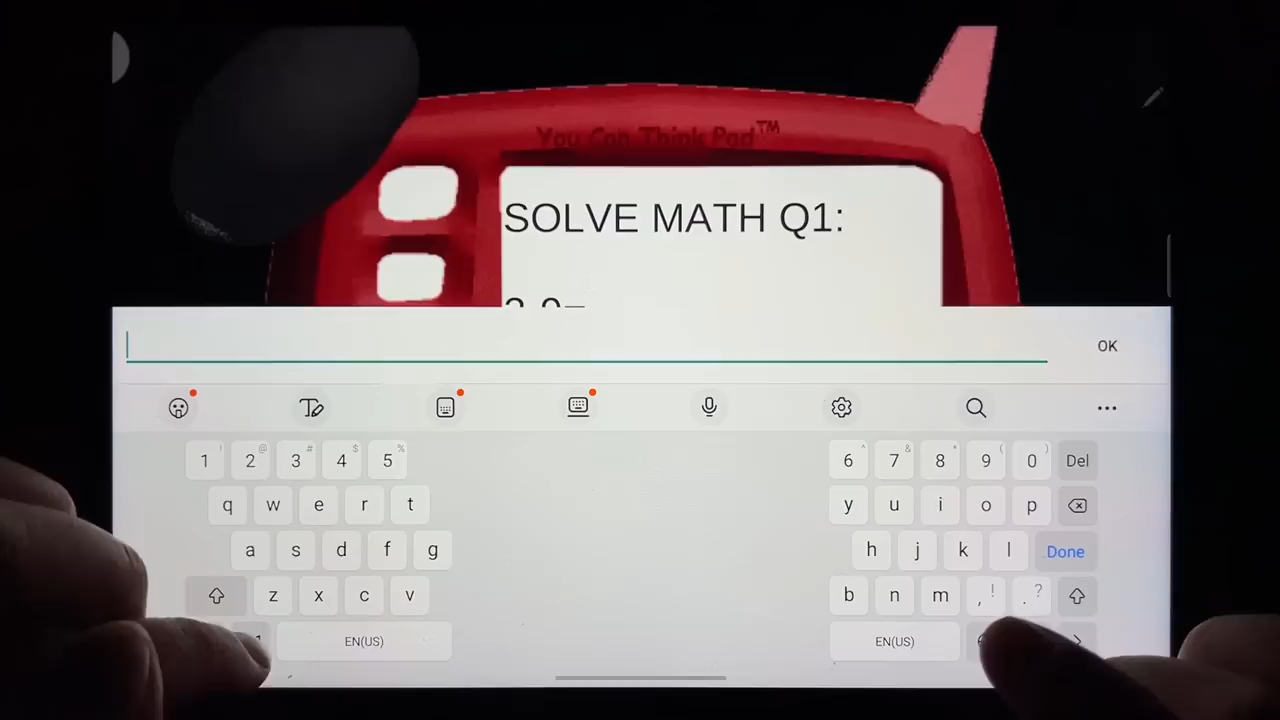 You Can Think Pad™
SOLVE MATH Q1:
OK
1 ! 2 @ 3 # 4 $ 5 % 6 ^ 7 & 8 * 9 ( 0 ) Del
q w e r t y u i o p
a s d f g h j k l Done
z x c v b n m , ! . ?
EN(US) EN(US)